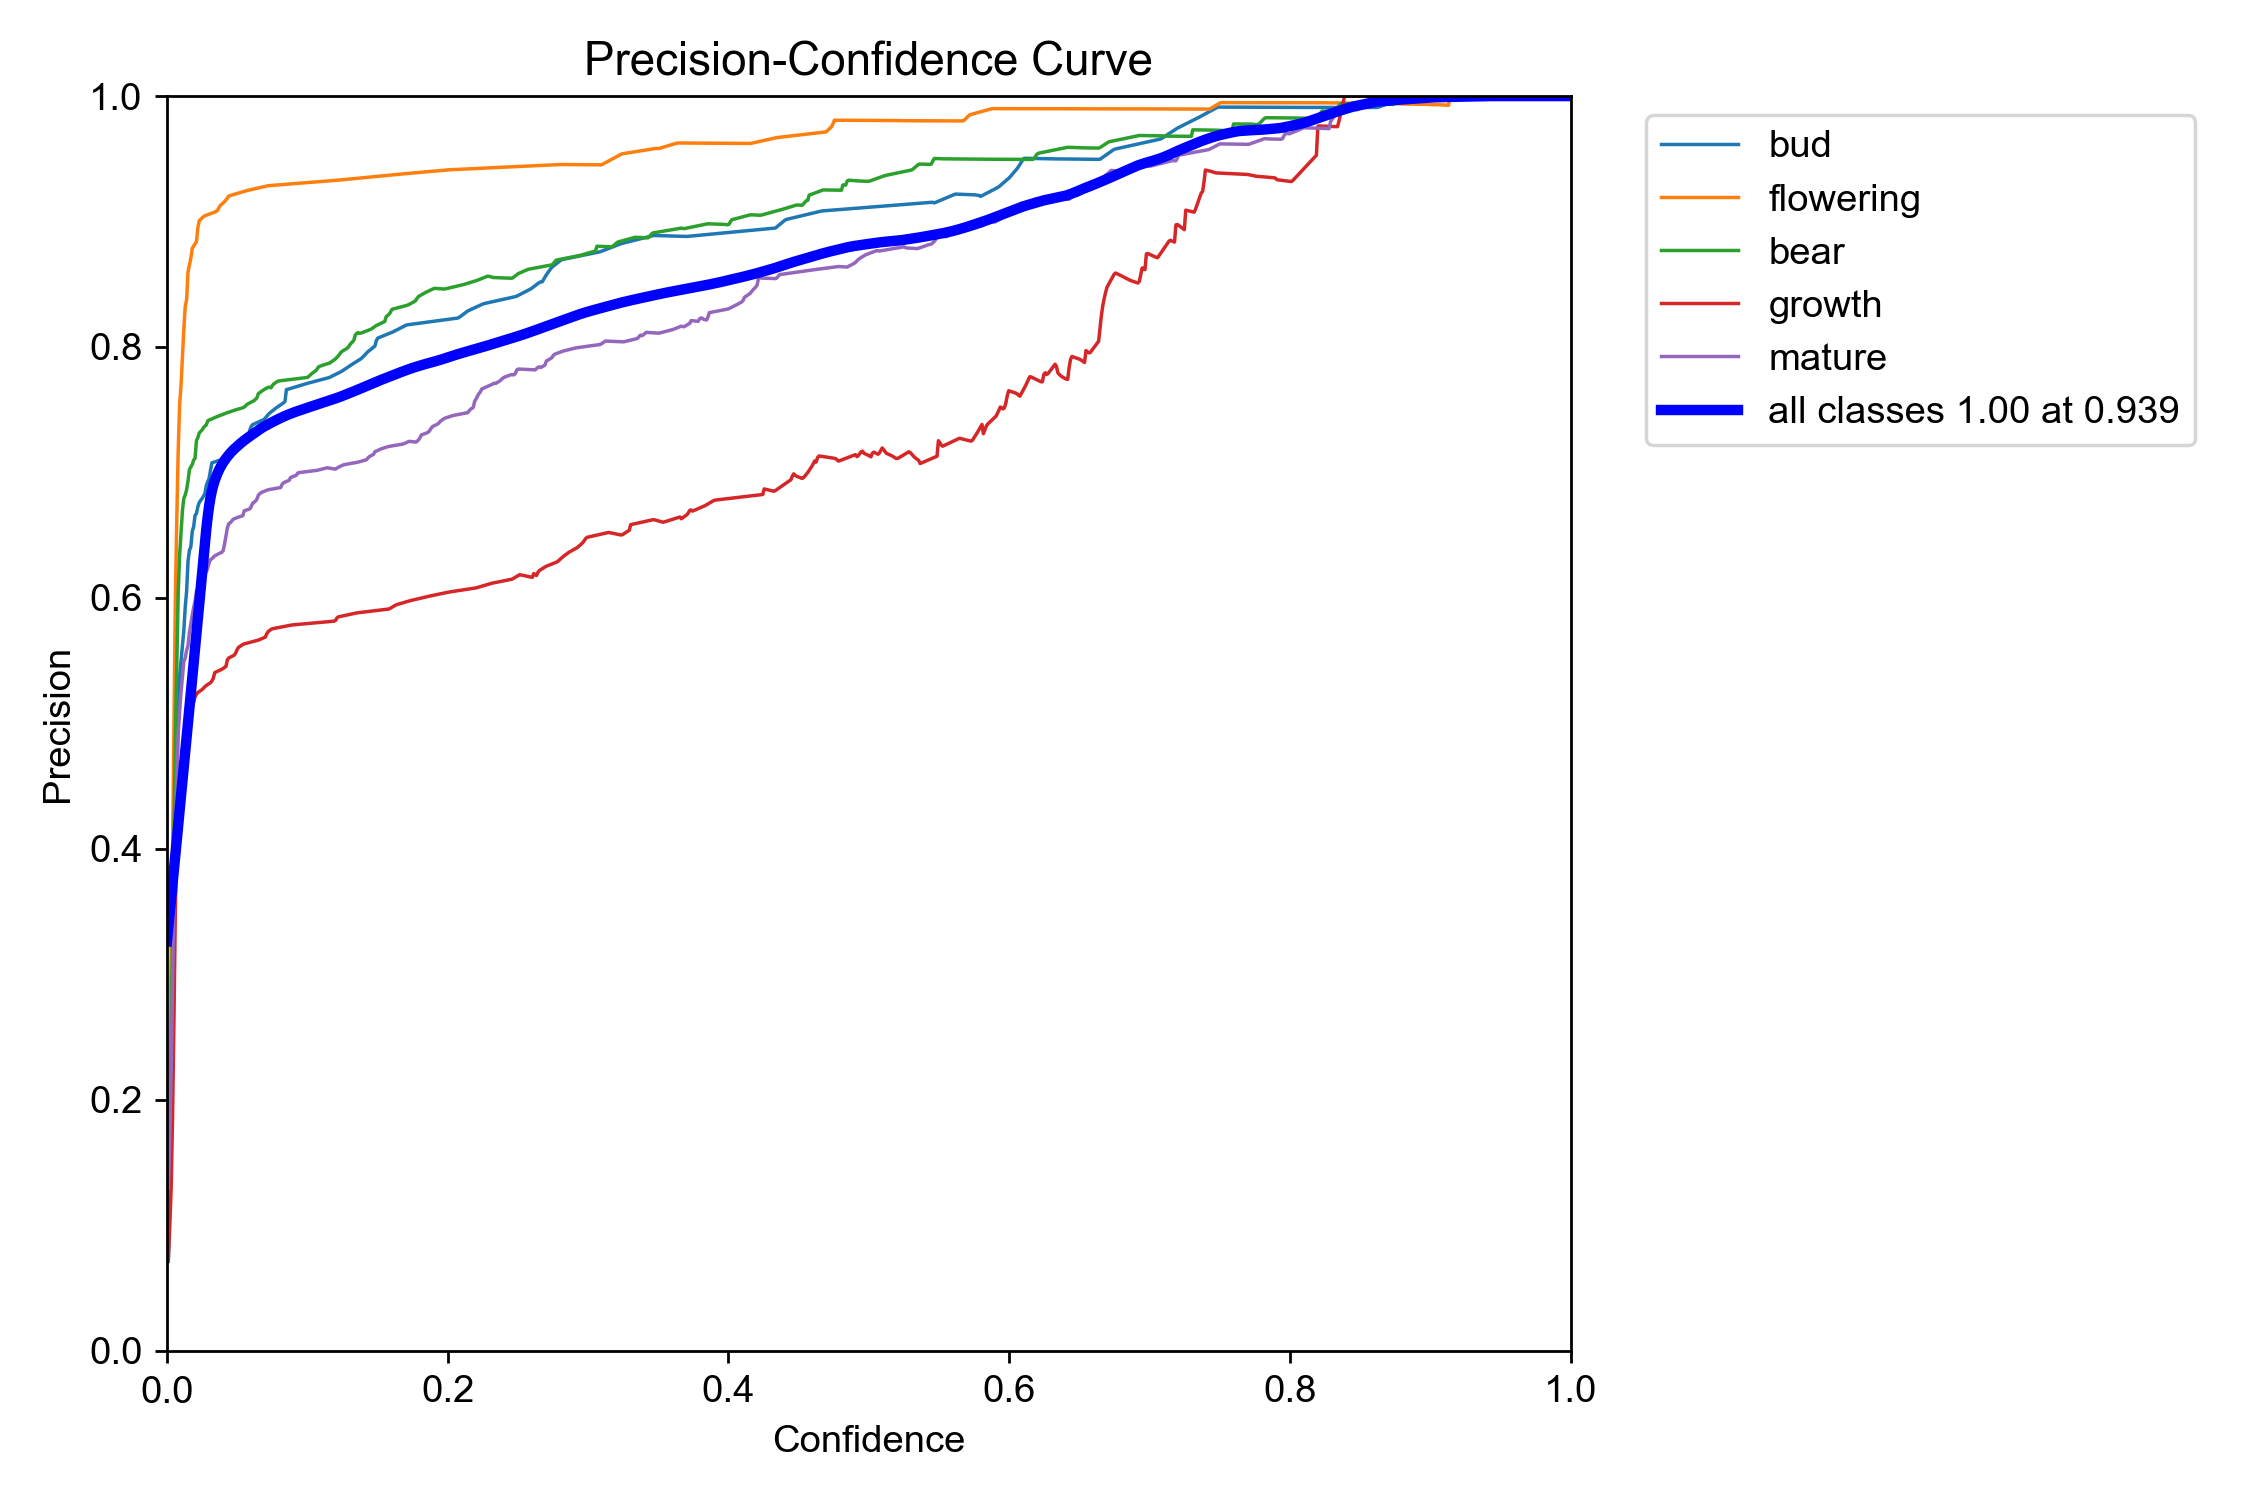 Precision-Confidence Curve
1.0
0.8
0.6
0.4
0.2
0.0
Precision
0.0 0.2 0.4 0.6 0.8 1.0
Confidence
bud
flowering
bear
growth
mature
all classes 1.00 at 0.939